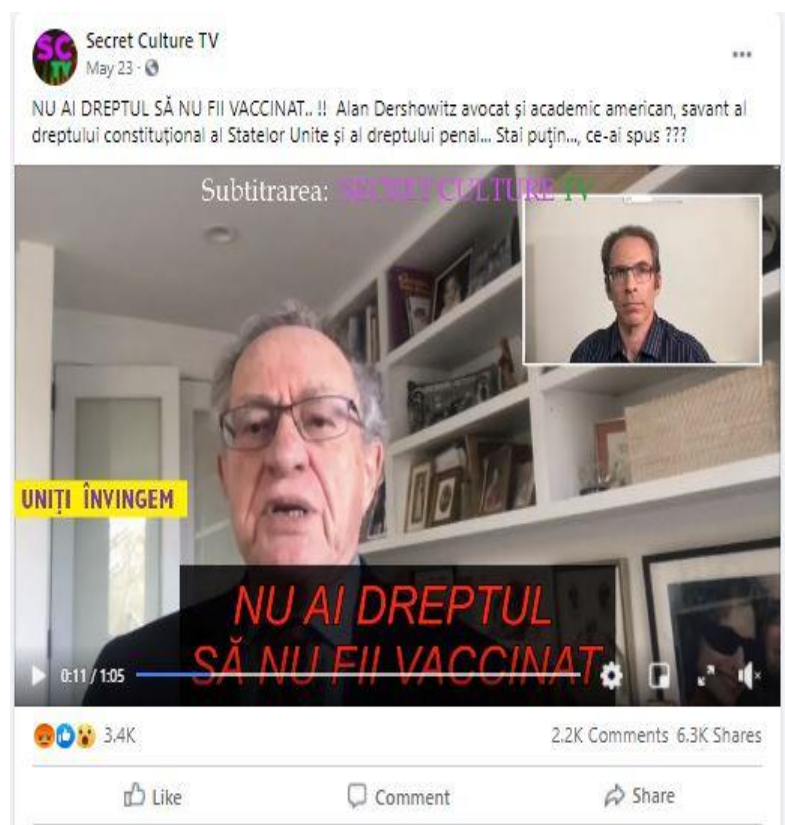 SC
TV
Secret Culture TV
May 23
NU AI DREPTUL SĂ NU FII VACCINAT.. !! Alan Dershowitz avocat și academic american, savant al
dreptului constituțional al Statelor Unite și al dreptului penal... Stai puțin..., ce-ai spus ???
Subtitrarea: SECRET CULTURE TV
UNIȚI ÎNVINGEM
NU AI DREPTUL
SĂ NU FII VACCINAT
0:11 / 1:05
3.4K
2.2K Comments 6.3K Shares
Like
Comment
Share